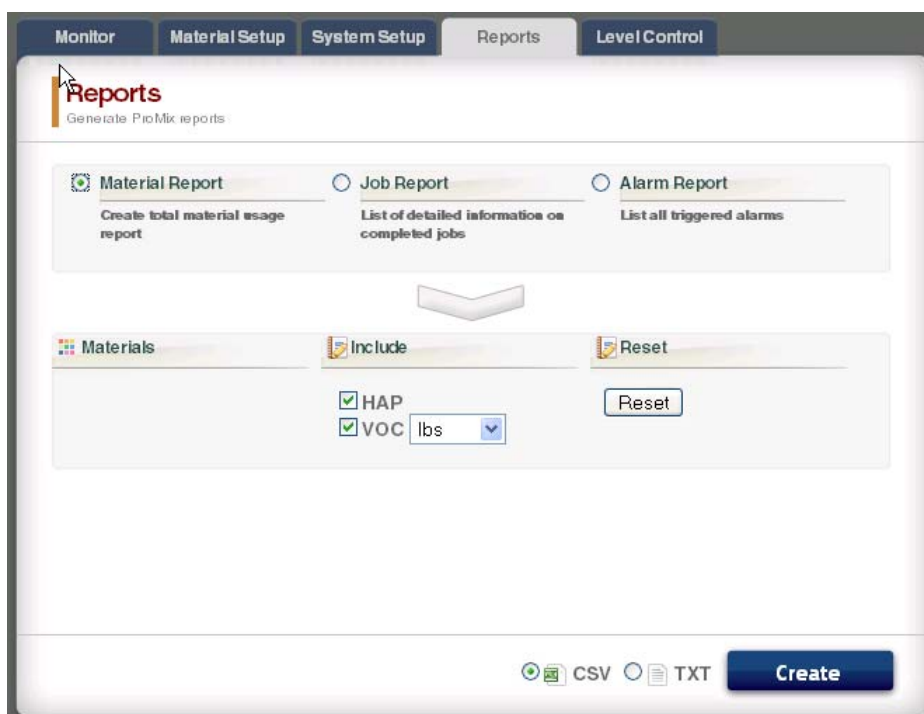 Monitor Material Setup System Setup Reports Level Control
Reports
Generate ProMix reports
Material Report Job Report Alarm Report
Create total material usage List of detailed information on List all triggered alarms
report completed jobs
Materials Include Reset
HAP Reset
VOC lbs
CSV TXT Create